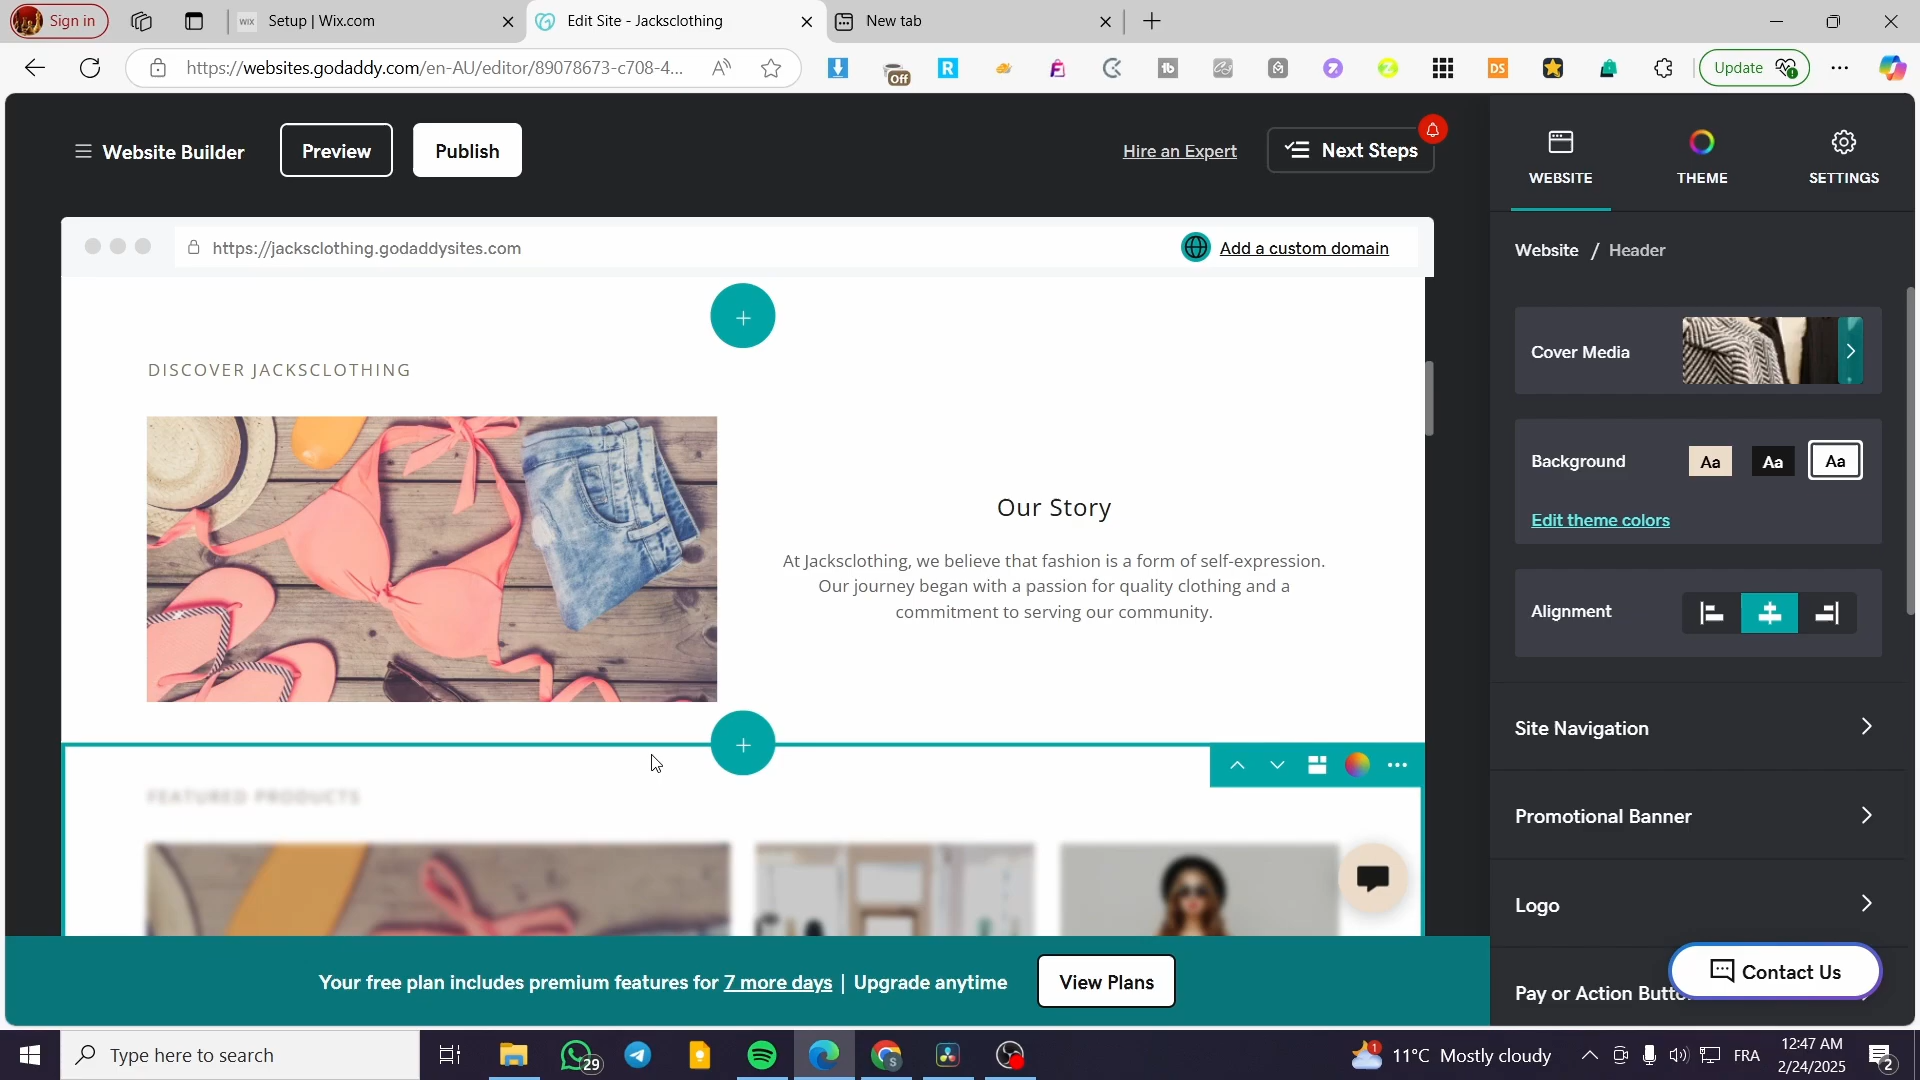 Sign in
Setup | Wix.com
Edit Site - Jacksclothing
New tab
https://websites.godaddy.com/en-AU/editor/89078673-c708-4...
Off
Update
Website Builder
Preview
Publish
Hire an Expert
Next Steps
WEBSITE
THEME
SETTINGS
https://jacksclothing.godaddysites.com
Add a custom domain
Website / Header
DISCOVER JACKSCLOTHING
Cover Media
Background
Aa
Aa
Aa
Edit theme colors
Our Story
At Jacksclothing, we believe that fashion is a form of self-expression.
Our journey began with a passion for quality clothing and a
commitment to serving our community.
Alignment
Site Navigation
FEATURED PRODUCTS
Promotional Banner
Logo
Contact Us
Pay or Action Butto
Your free plan includes premium features for 7 more days | Upgrade anytime
View Plans
Type here to search
29
11°C Mostly cloudy
FRA
12:47 AM
2/24/2025
2